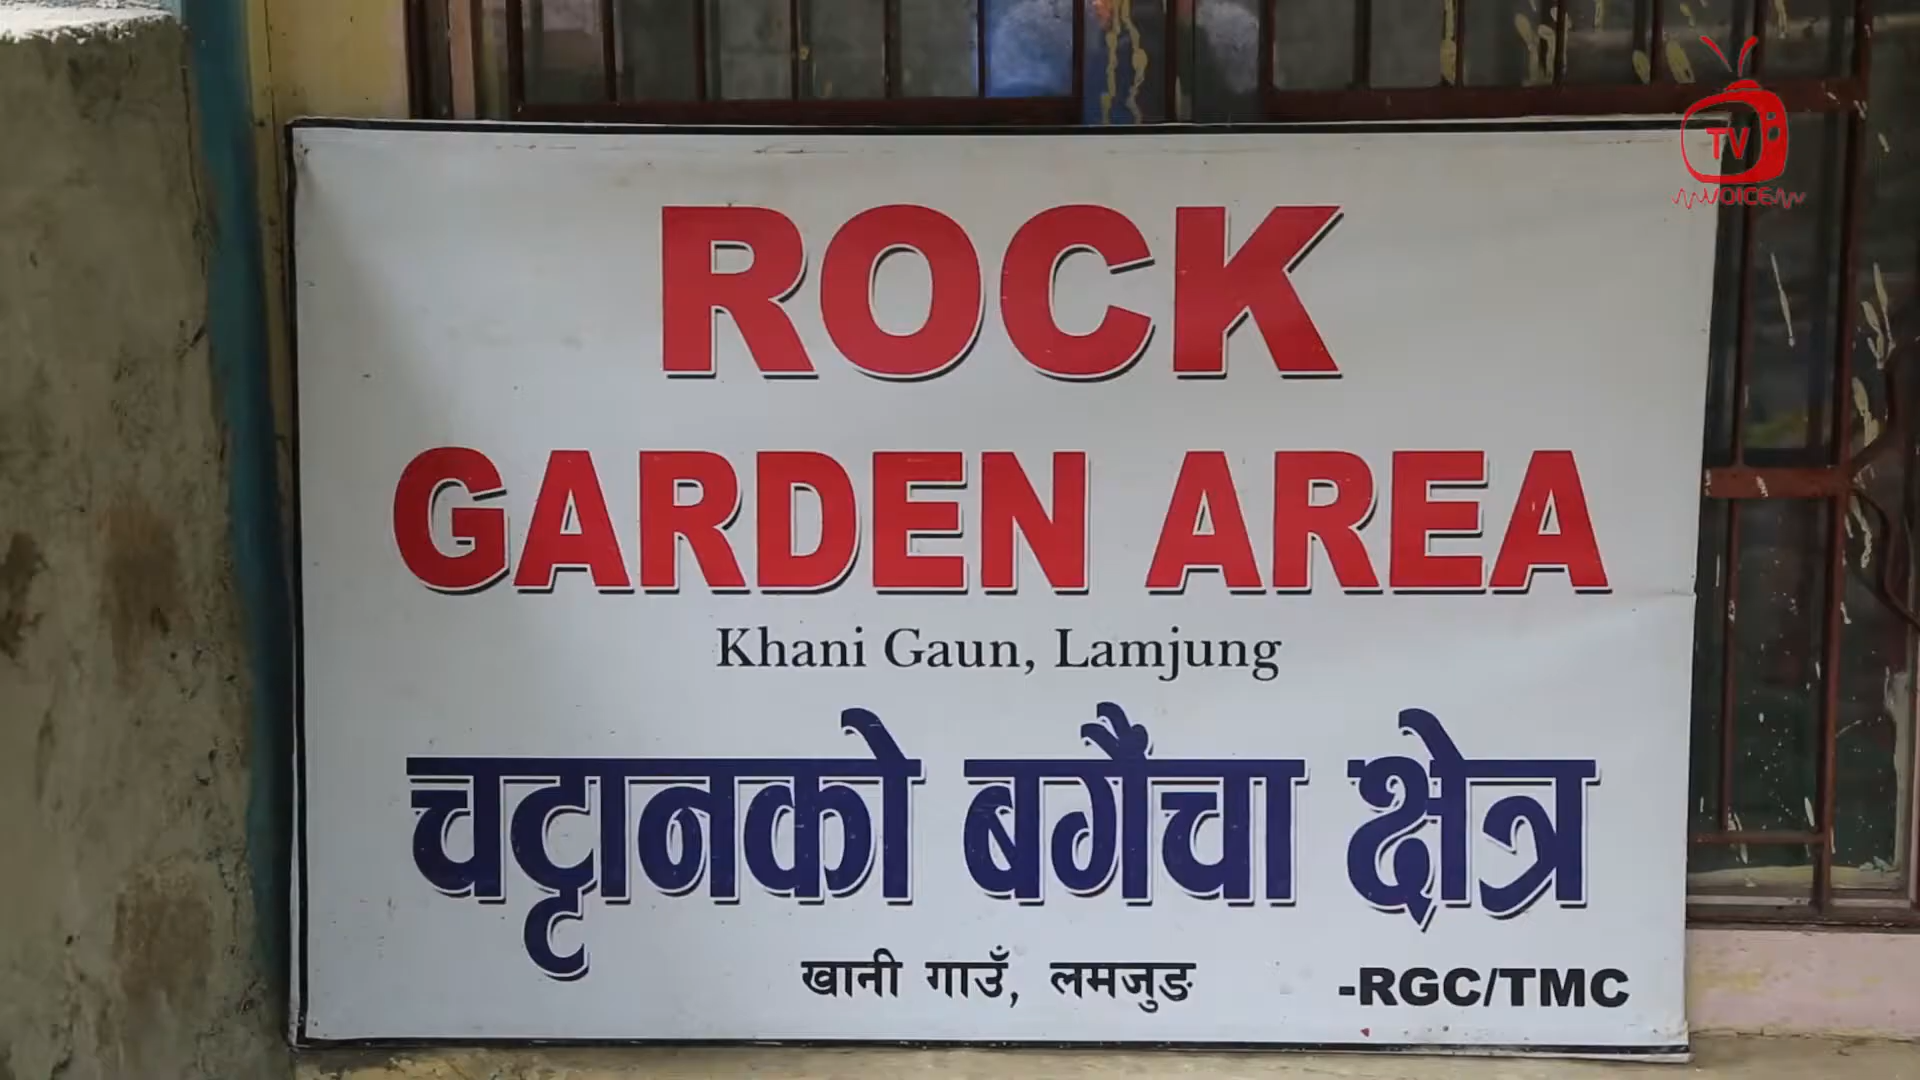 TV
VOICE
ROCK
GARDEN AREA
Khani Gaun, Lamjung
चट्टानको बगैंचा क्षेत्र
खानी गाउँ, लमजुङ
-RGC/TMC